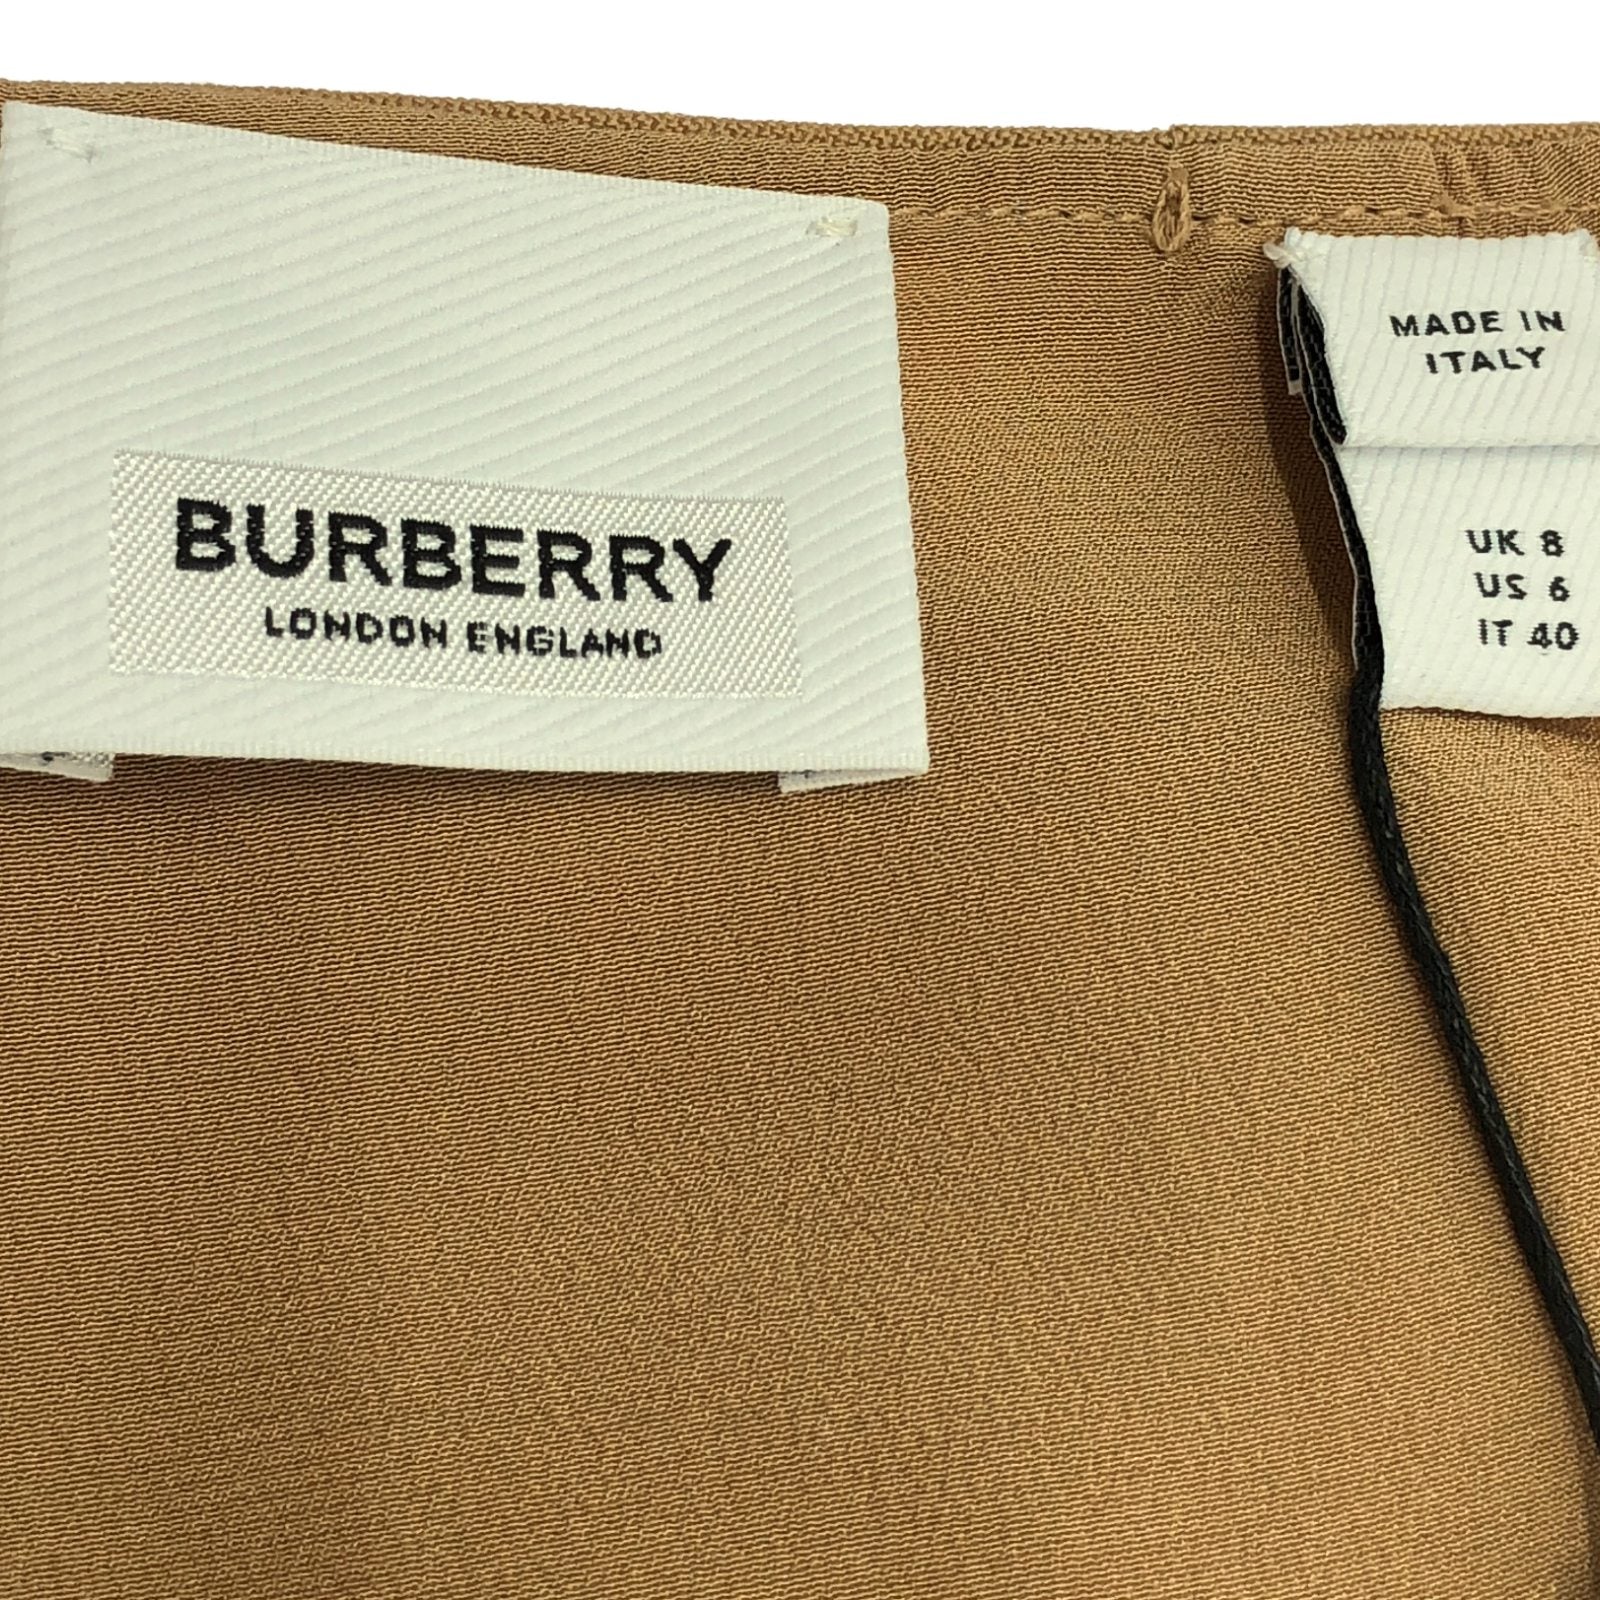 BURBERRY
LONDON ENGLAND
MADE IN
ITALY
UK 8
US 6
IT 40